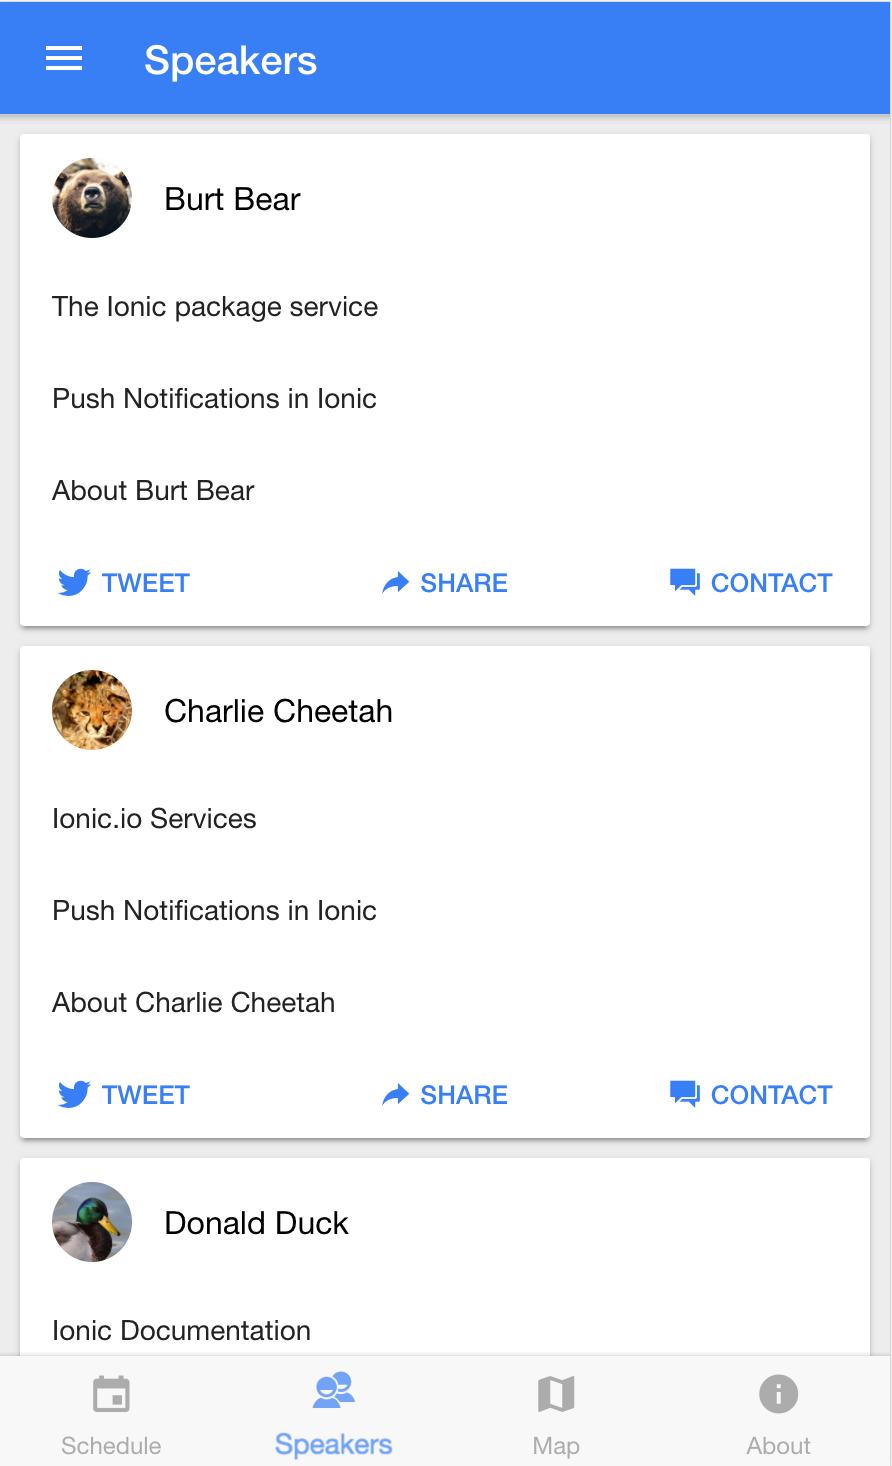 Speakers
Burt Bear
The Ionic package service
Push Notifications in Ionic
About Burt Bear
TWEET SHARE CONTACT
Charlie Cheetah
Ionic.io Services
Push Notifications in Ionic
About Charlie Cheetah
TWEET SHARE CONTACT
Donald Duck
Ionic Documentation
Schedule Speakers Map About